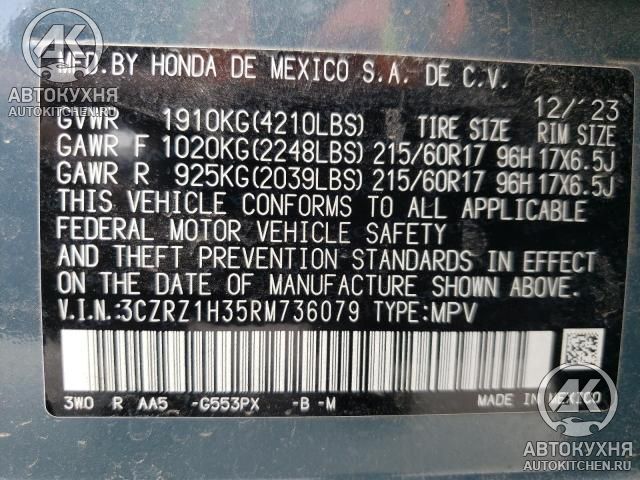 AK
АВТОКУХНЯ
AUTOKITCHEN.RU
MFD.BY HONDA DE MEXICO S.A. DE C.V.
12/'23
GVWR 1910KG(4210LBS) TIRE SIZE RIM SIZE
GAWR F 1020KG(2248LBS) 215/60R17 96H 17X6.5J
GAWR R 925KG(2039LBS) 215/60R17 96H 17X6.5J
THIS VEHICLE CONFORMS TO ALL APPLICABLE
FEDERAL MOTOR VEHICLE SAFETY
AND THEFT PREVENTION STANDARDS IN EFFECT
ON THE DATE OF MANUFACTURE SHOWN ABOVE.
V.I.N.:3CZRZ1H35RM736079 TYPE:MPV
3W0 R AA5 -G553PX -B -M MADE IN MEXICO
AK
АВТОКУХНЯ
AUTOKITCHEN.RU